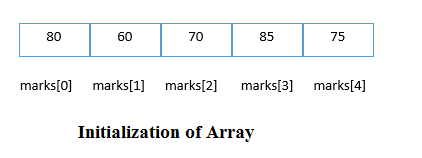 80 60 70 85 75
marks[0] marks[1] marks[2] marks[3] marks[4]
Initialization of Array